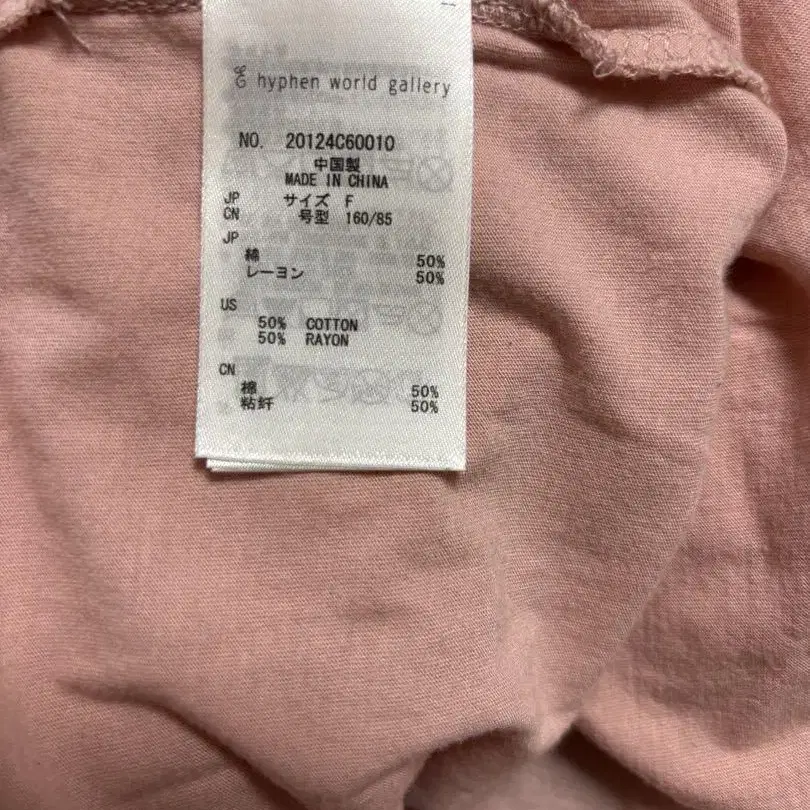 hyphen world gallery
NO. 20124C60010
中国製
MADE IN CHINA
JP サイズ F
CN 号型 160/85
JP
綿 50%
レーヨン 50%
US
50% COTTON
50% RAYON
CN
棉 50%
粘纤 50%